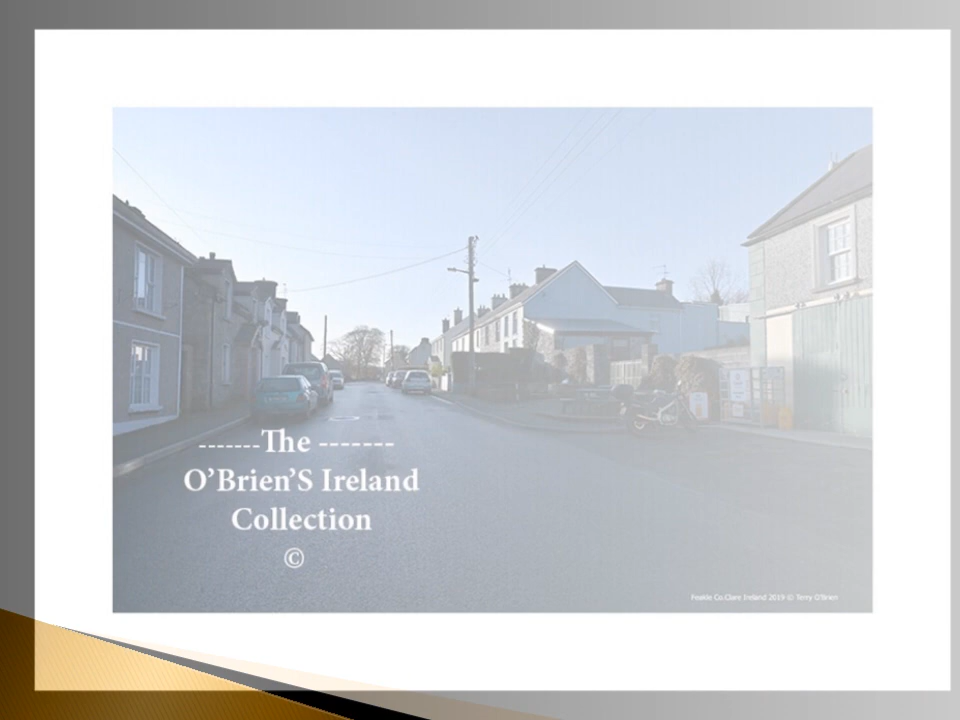 -------The -------
O’Brien’S Ireland
Collection
©
Feakle Co.Clare Ireland 2019 © Terry O'Brien